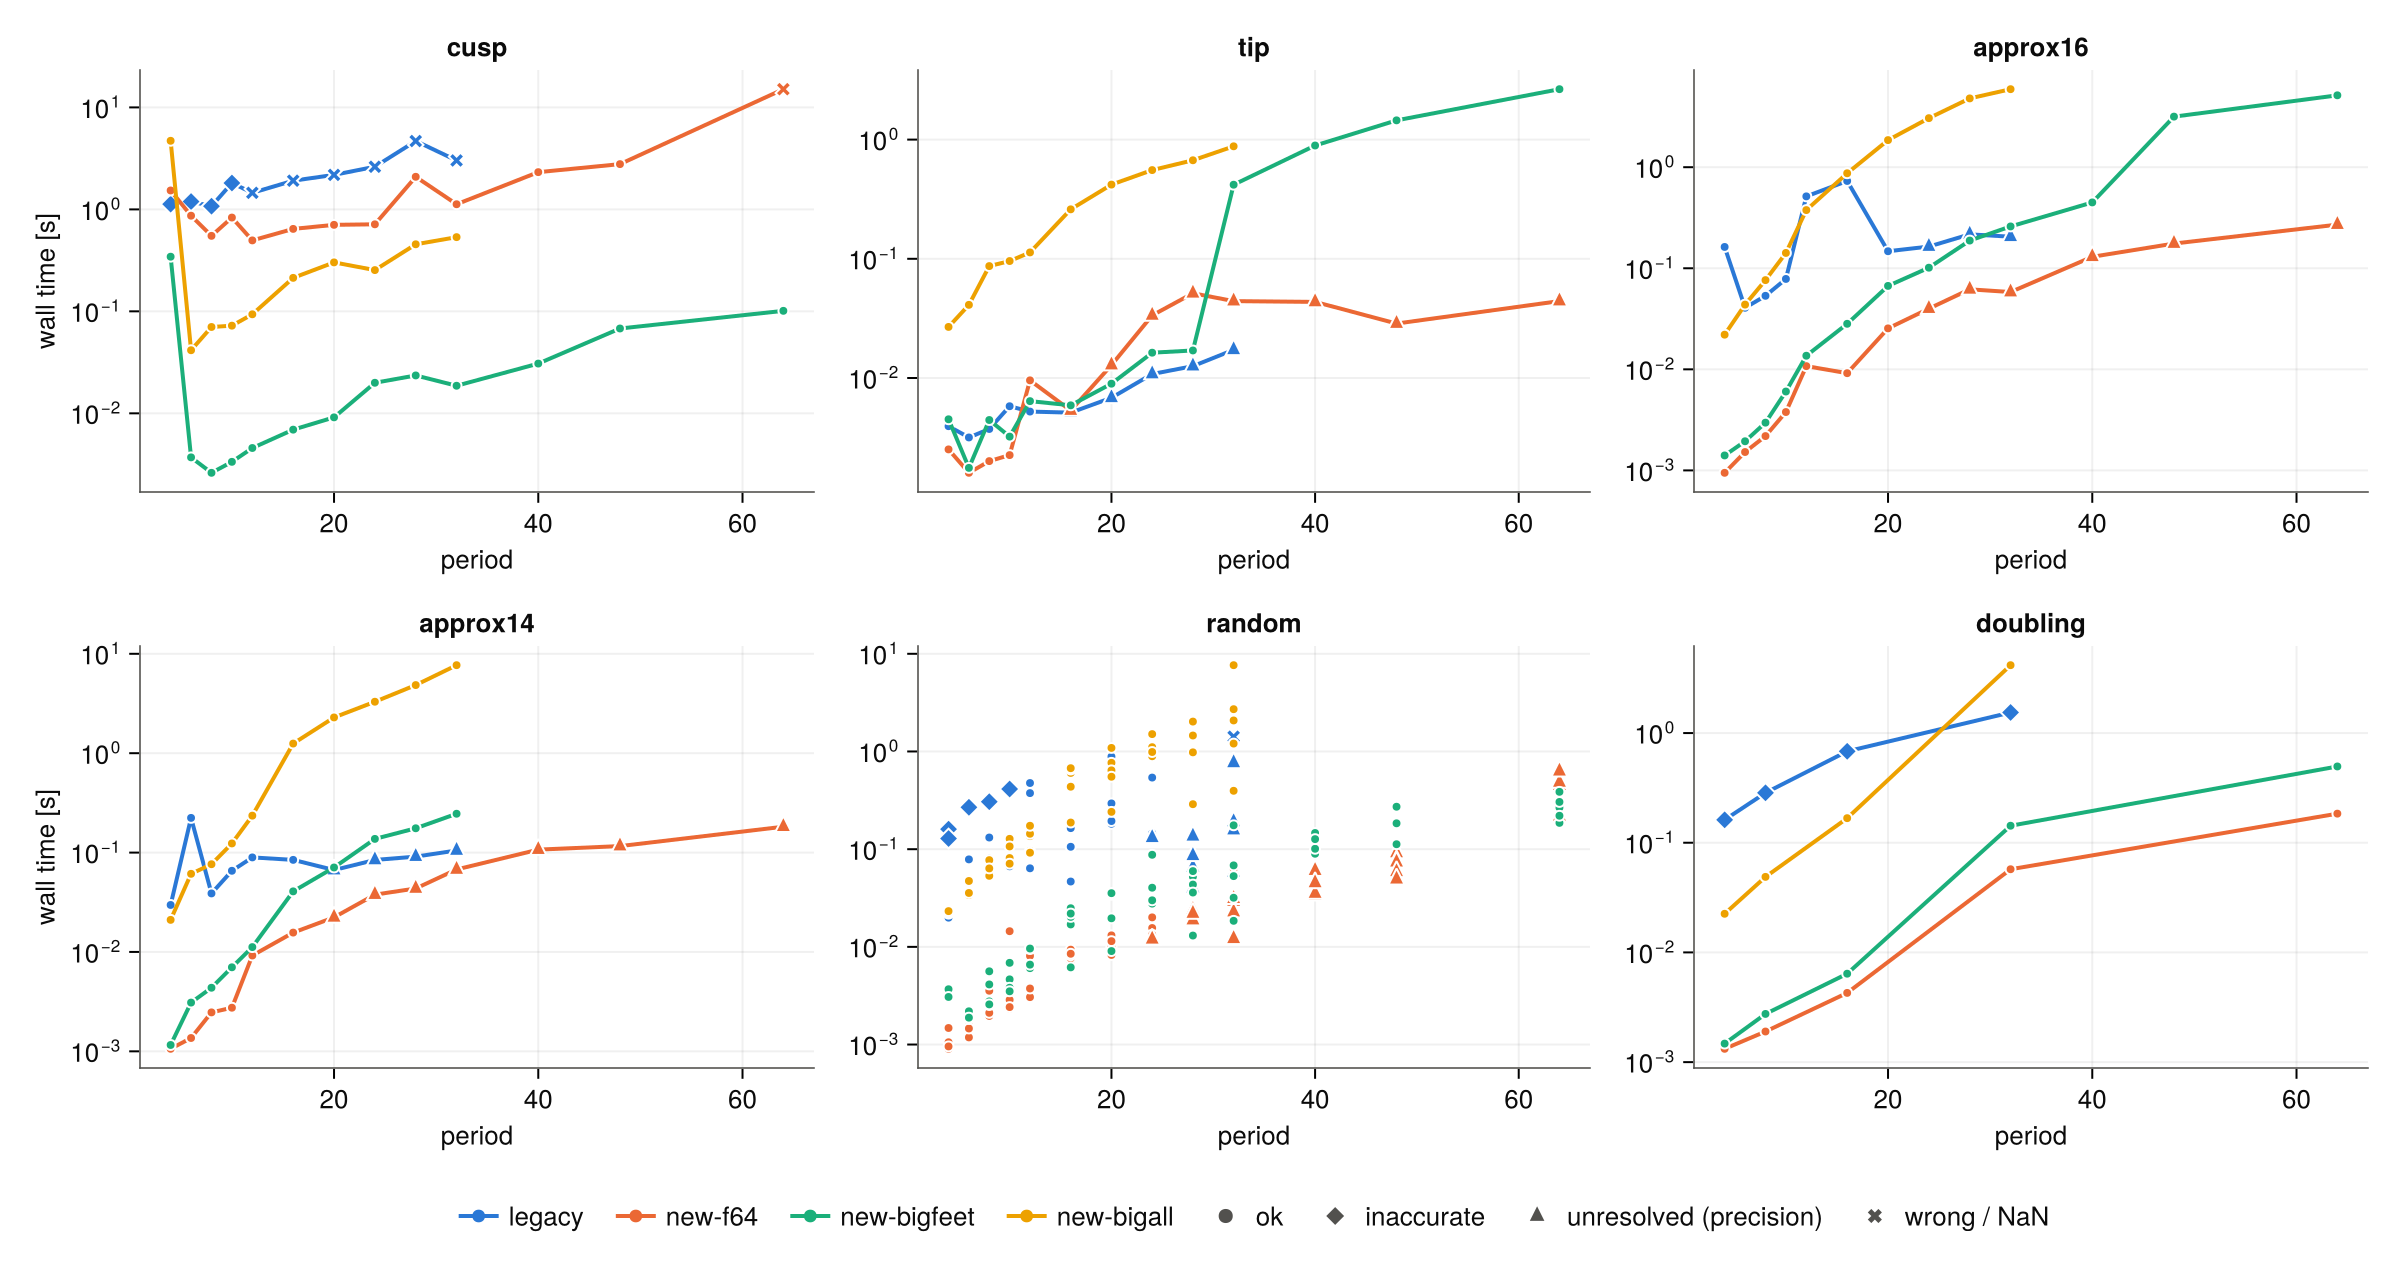 cusp
tip
approx16
10^1
10^0
10^−1
10^−2
10^0
10^−1
10^−2
10^0
10^−1
10^−2
10^−3
wall time [s]
20 40 60
20 40 60
20 40 60
period
period
period
approx14
random
doubling
10^1
10^0
10^−1
10^−2
10^−3
10^1
10^0
10^−1
10^−2
10^−3
10^0
10^−1
10^−2
10^−3
wall time [s]
20 40 60
20 40 60
20 40 60
period
period
period
legacy new-f64 new-bigfeet new-bigall ok inaccurate unresolved (precision) wrong / NaN